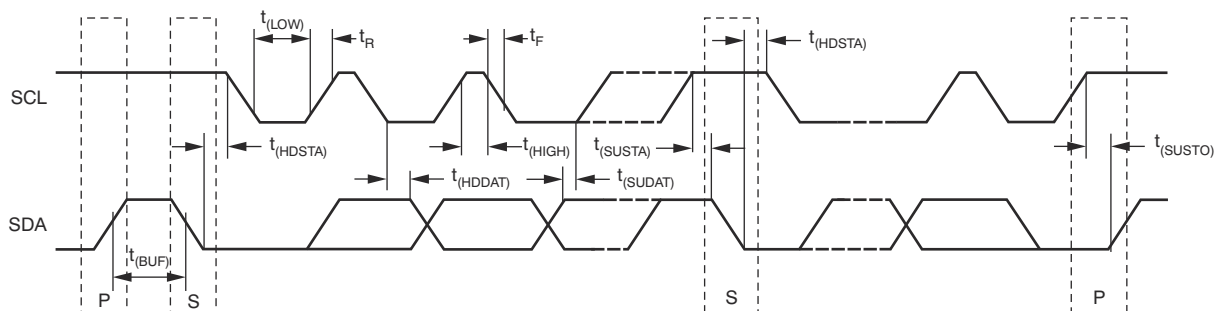 t(LOW)
tR
tF
t(HDSTA)
SCL
t(HDSTA)
t(HIGH)
t(SUSTA)
t(SUSTO)
t(HDDAT)
t(SUDAT)
SDA
t(BUF)
P
S
S
P